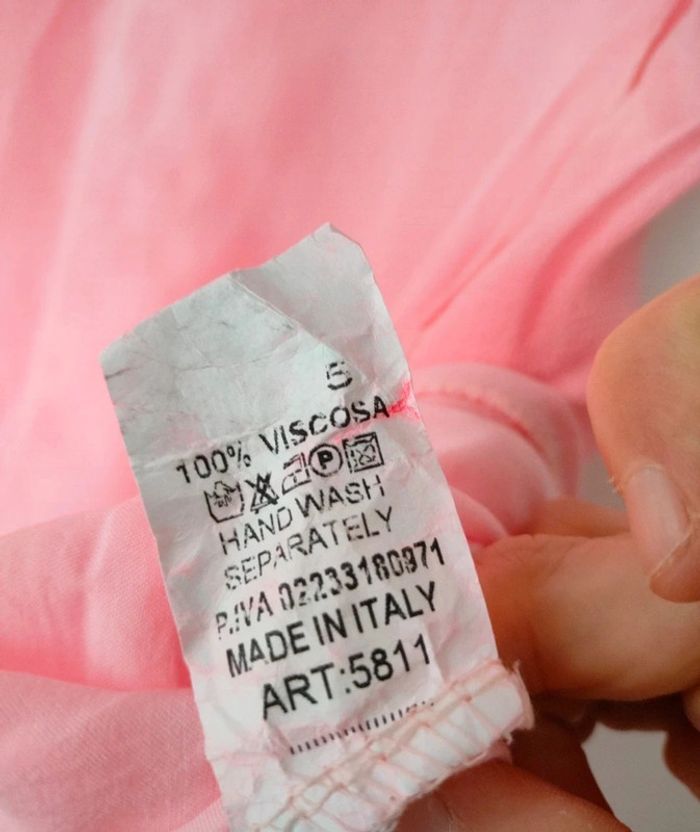 S
100% VISCOSA
P
HAND WASH
SEPARATELY
P.IVA 02233180971
MADE IN ITALY
ART:5811